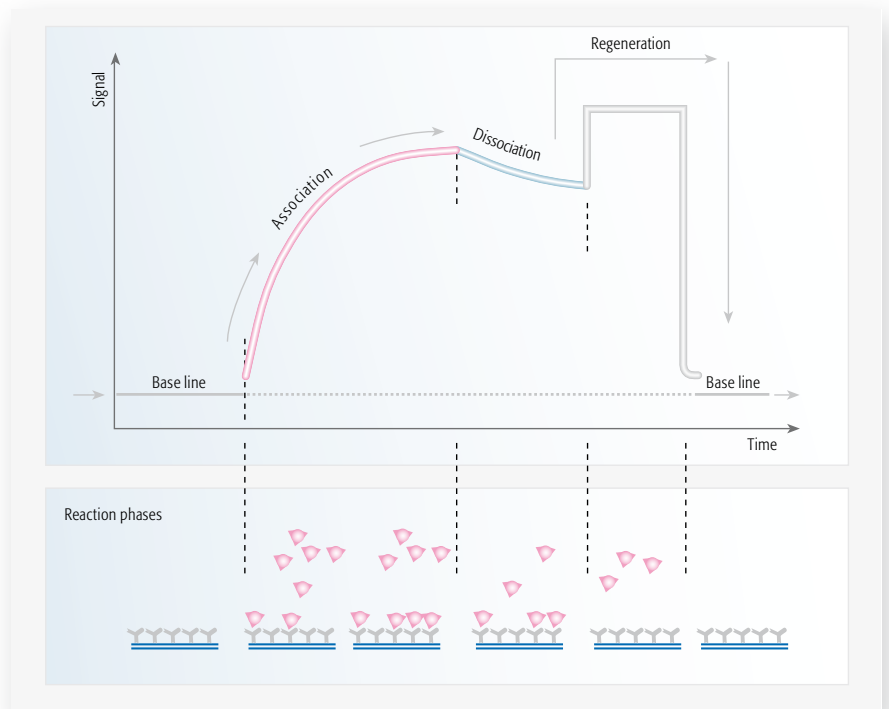 Regeneration
Signal
Dissociation
Association
Base line
Base line
Time
Reaction phases